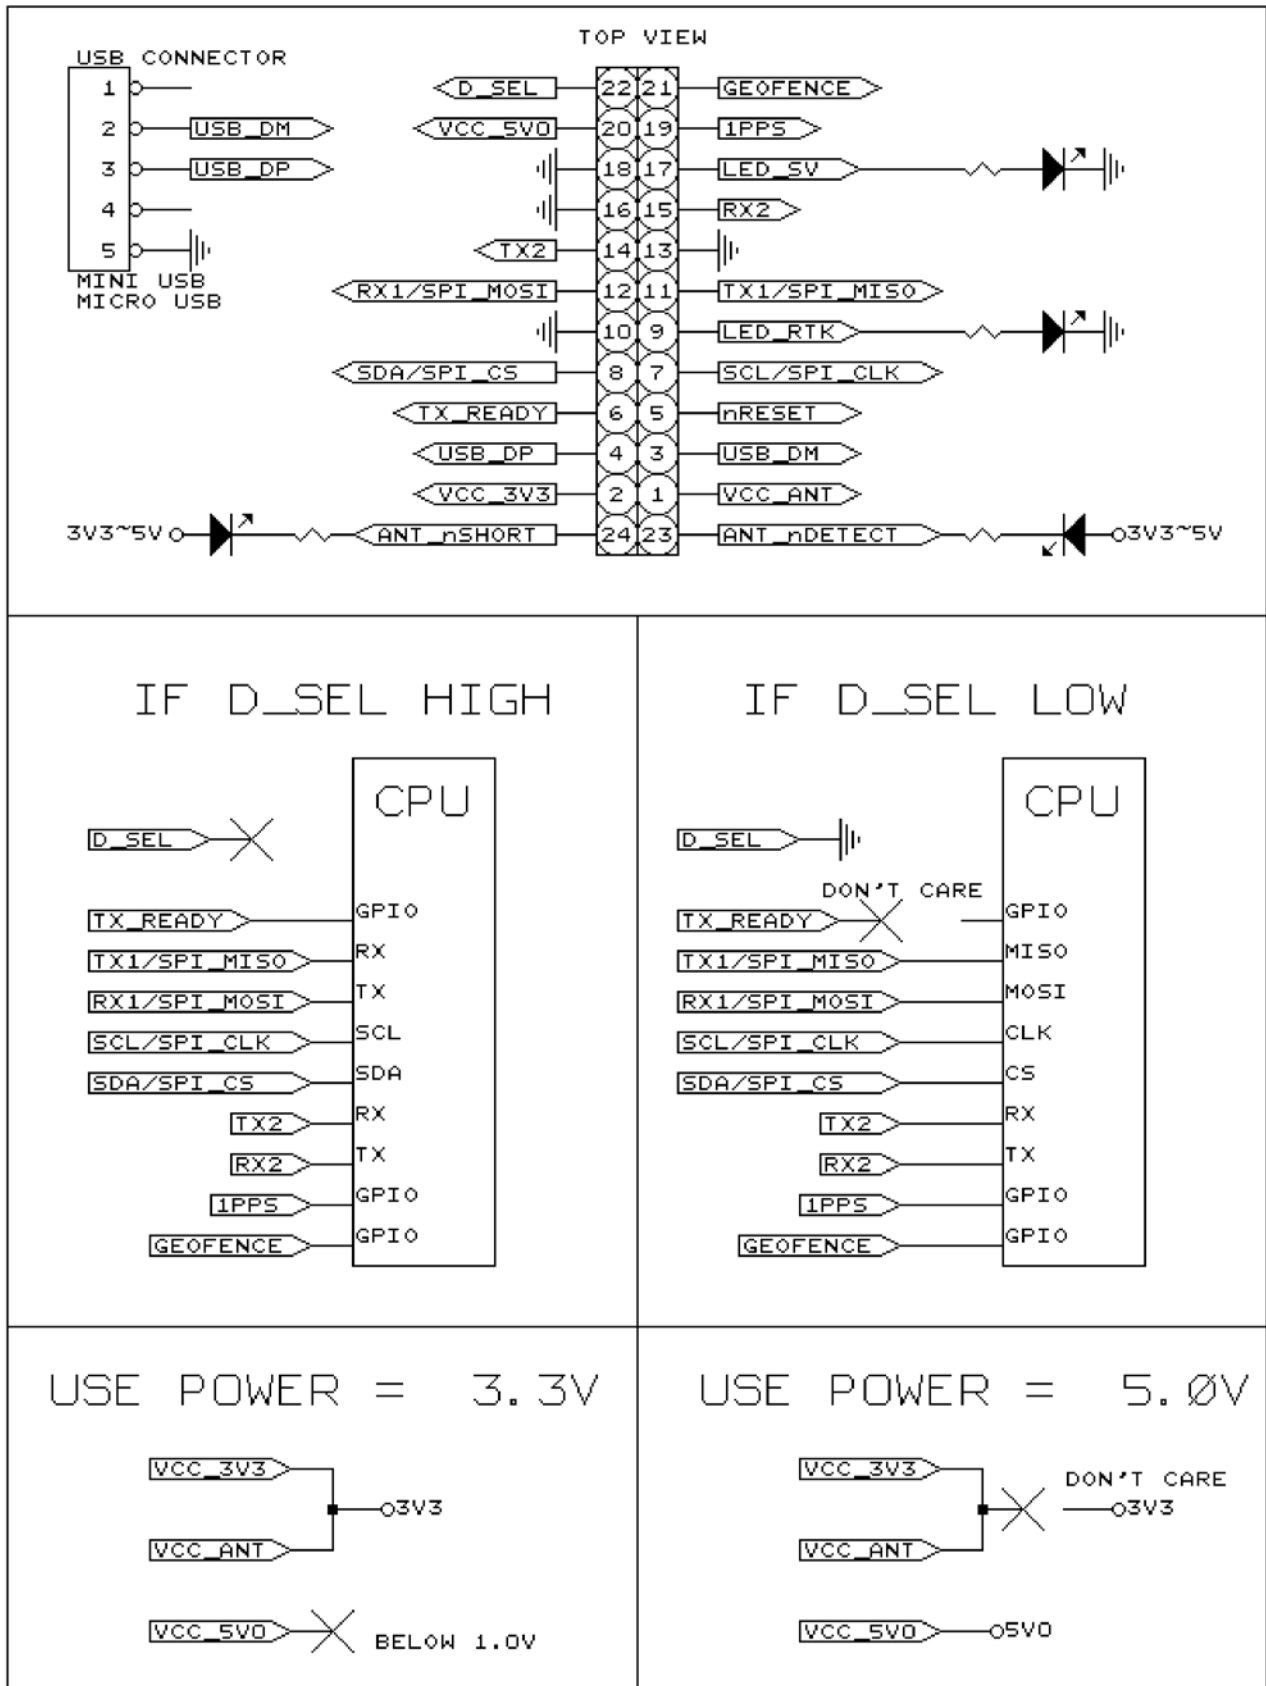 TOP VIEW
USB CONNECTOR
1
2 USB_DM
3 USB_DP
4
5
MINI USB
MICRO USB
D_SEL 22 21 GEOFENCE
VCC_5V0 20 19 1PPS
18 17 LED_SV
16 15 RX2
TX2 14 13
RX1/SPI_MOSI 12 11 TX1/SPI_MISO
10 9 LED_RTK
SDA/SPI_CS 8 7 SCL/SPI_CLK
TX_READY 6 5 nRESET
USB_DP 4 3 USB_DM
VCC_3V3 2 1 VCC_ANT
3V3~5V ANT_nSHORT 24 23 ANT_nDETECT 3V3~5V
IF D_SEL HIGH
CPU
D_SEL
TX_READY GPIO
TX1/SPI_MISO RX
RX1/SPI_MOSI TX
SCL/SPI_CLK SCL
SDA/SPI_CS SDA
TX2 RX
RX2 TX
1PPS GPIO
GEOFENCE GPIO
IF D_SEL LOW
CPU
D_SEL
DON'T CARE
TX_READY GPIO
TX1/SPI_MISO MISO
RX1/SPI_MOSI MOSI
SCL/SPI_CLK CLK
SDA/SPI_CS CS
TX2 RX
RX2 TX
1PPS GPIO
GEOFENCE GPIO
USE POWER = 3.3V
VCC_3V3
3V3
VCC_ANT
VCC_5V0 BELOW 1.0V
USE POWER = 5.0V
VCC_3V3
DON'T CARE
3V3
VCC_ANT
VCC_5V0 5V0